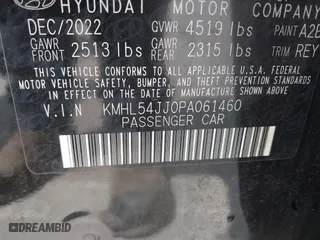 HYUNDAI MOTOR COMPANY
DEC/2022 GVWR 4519 lbs PAINT A2B
GAWR FRONT 2513 lbs GAWR REAR 2315 lbs TRIM REY
THIS VEHICLE CONFORMS TO ALL APPLICABLE U.S. FEDERAL MOTOR VEHICLE
SAFETY, BUMPER, AND THEFT PREVENTION STANDARDS IN EFFECT
ON THE DATE OF MANUFACTURE SHOWN ABOVE.
V.I.N KMHL54JJ0PA061460
PASSENGER CAR
DREAMBID